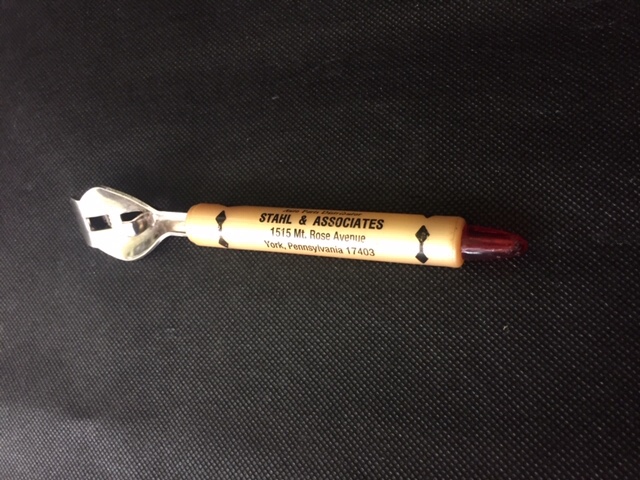 STAHL & ASSOCIATES
1515 Mt. Rose Avenue
York, Pennsylvania 17403